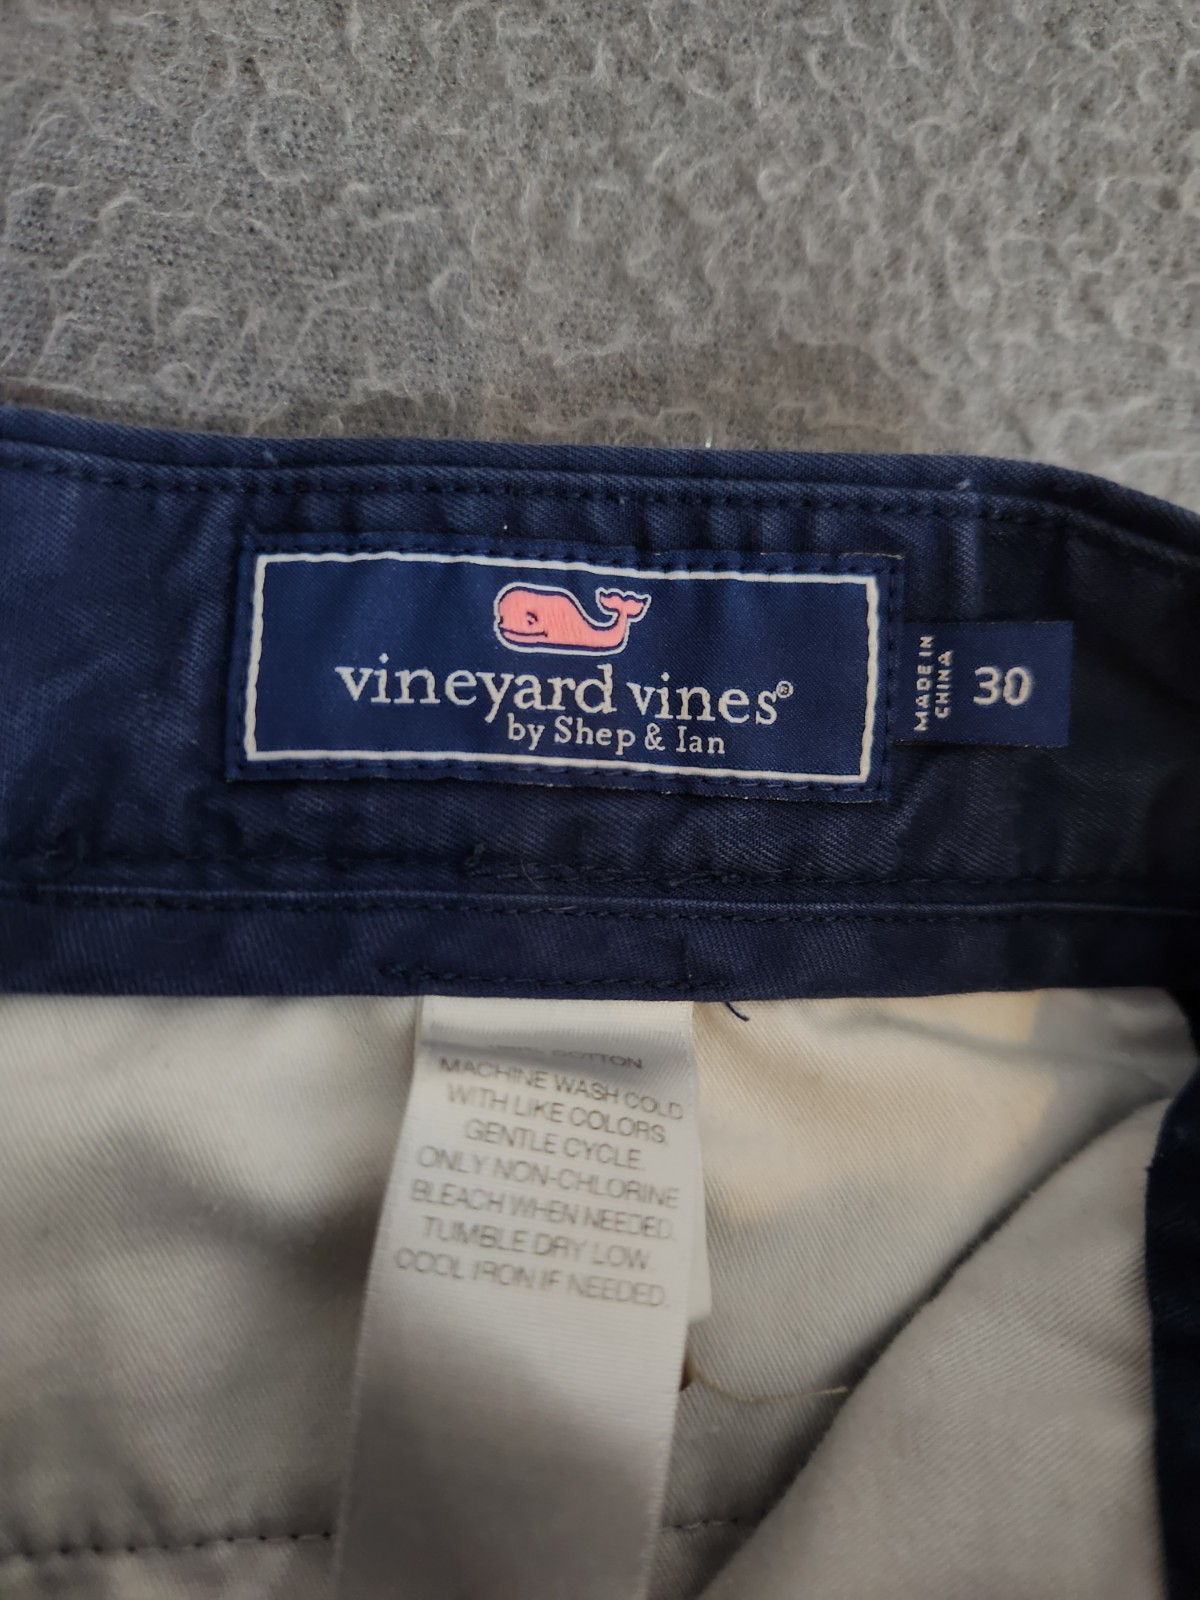 vineyard vines®
by Shep & Ian
MADE IN
CHINA
30
COTTON
MACHINE WASH COLD
WITH LIKE COLORS,
GENTLE CYCLE.
ONLY NON-CHLORINE
BLEACH WHEN NEEDED.
TUMBLE DRY LOW.
COOL IRON IF NEEDED.